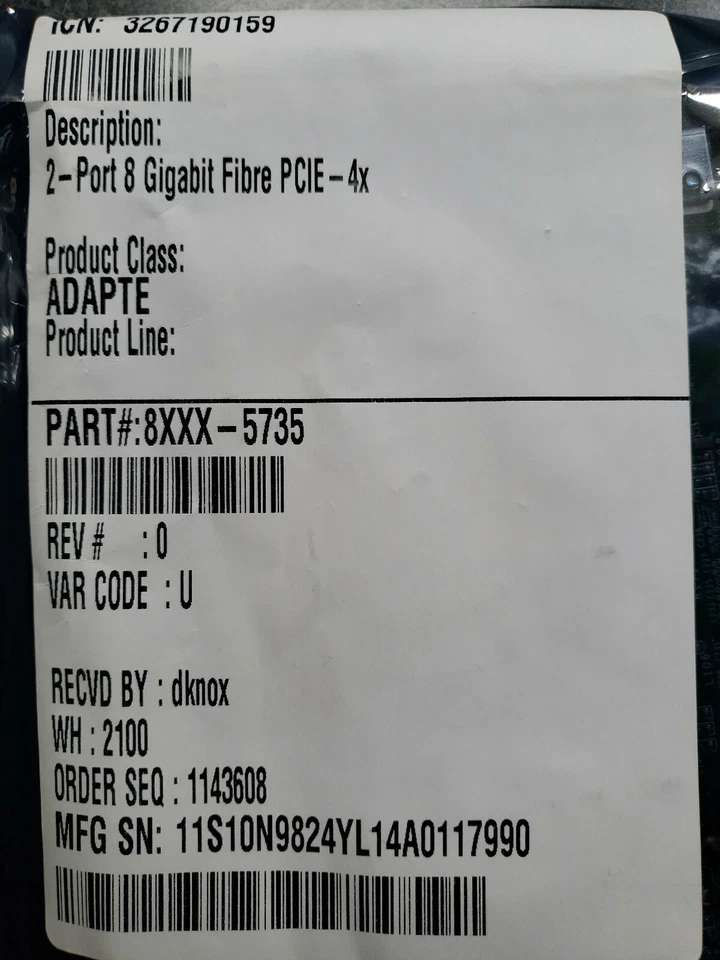 ICN: 3267190159
Description:
2-Port 8 Gigabit Fibre PCIE-4x
Product Class:
ADAPTE
Product Line:
PART#:8XXX-5735
REV # :0
VAR CODE :U
RECVD BY : dknox
WH : 2100
ORDER SEQ : 1143608
MFG SN: 11S10N9824YL14A0117990